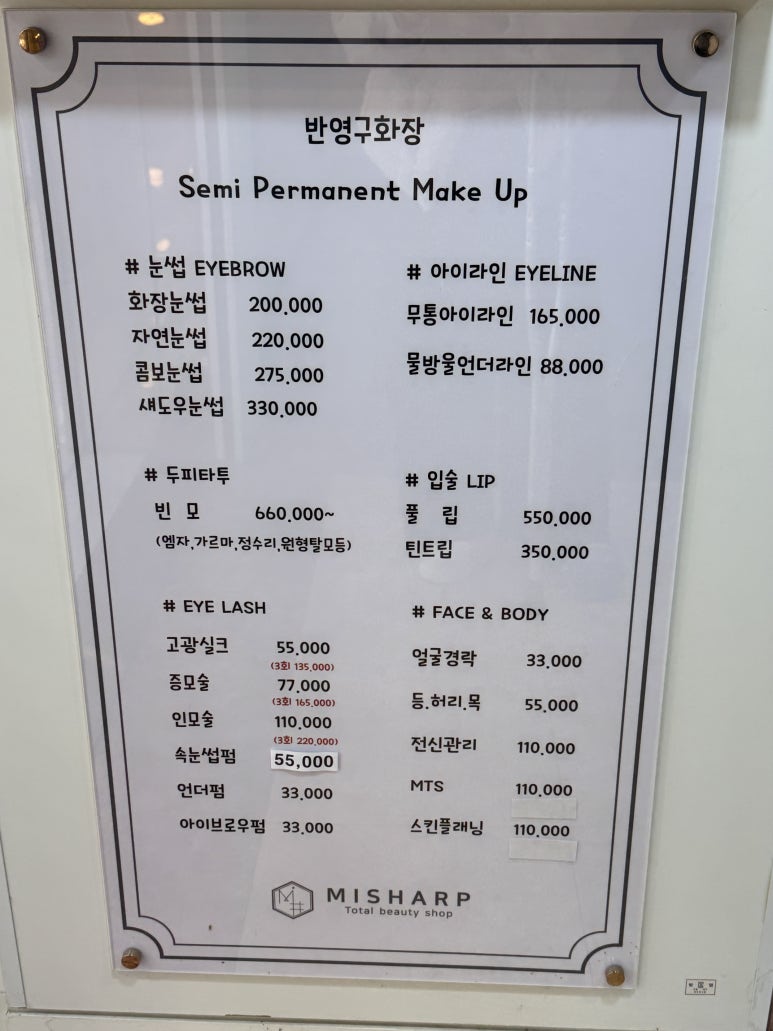 반영구화장
Semi Permanent Make Up
# 눈썹 EYEBROW
화장눈썹 200,000
자연눈썹 220,000
콤보눈썹 275,000
섀도우눈썹 330,000
# 아이라인 EYELINE
무통아이라인 165,000
물방울언더라인 88,000
# 두피타투
빈 모 660,000~
(엠자,가르마,정수리,원형탈모등)
# 입술 LIP
풀 립 550,000
틴트립 350,000
# EYE LASH
고광실크 55,000
(3회 135,000)
증모술 77,000
(3회 165,000)
인모술 110,000
(3회 220,000)
속눈썹펌 55,000
언더펌 33,000
아이브로우펌 33,000
# FACE & BODY
얼굴경락 33,000
등.허리.목 55,000
전신관리 110,000
MTS 110,000
스킨플래닝 110,000
MISHARP
Total beauty shop